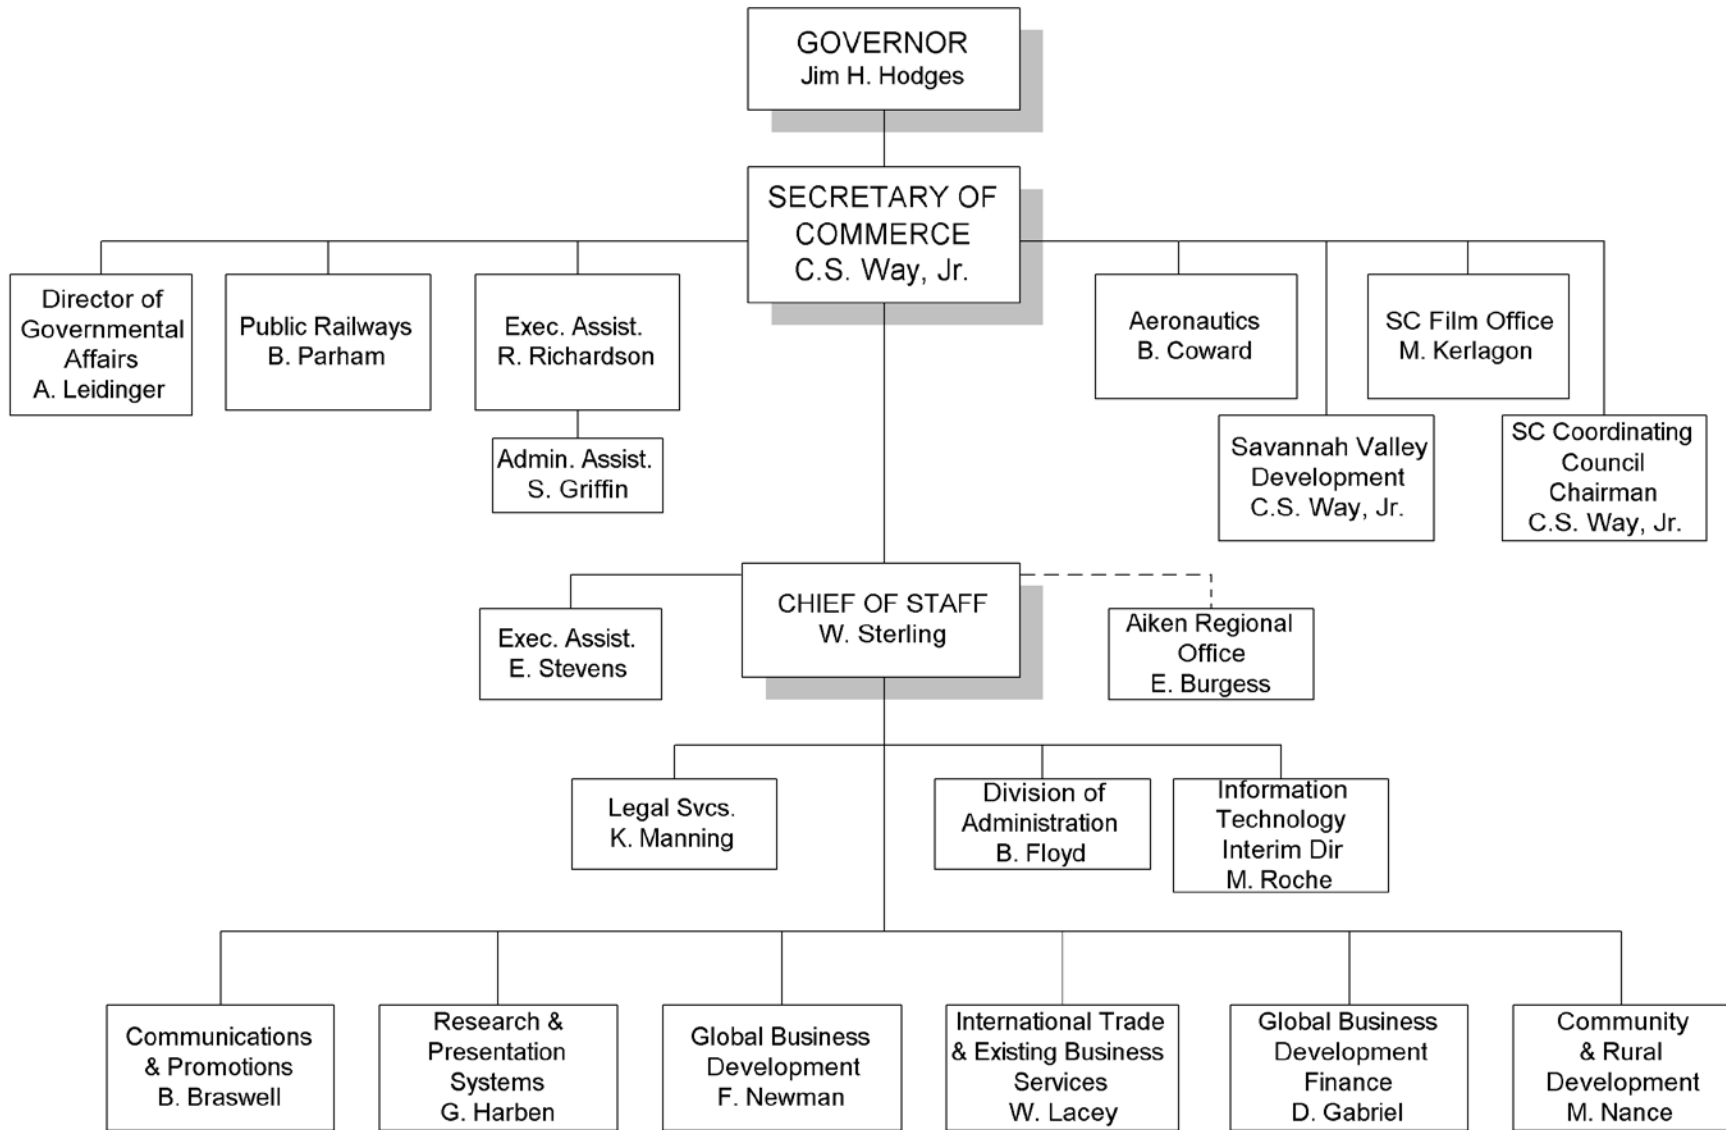 GOVERNOR
Jim H. Hodges
SECRETARY OF
COMMERCE
C.S. Way, Jr.
Director of
Governmental
Affairs
A. Leidinger
Public Railways
B. Parham
Exec. Assist.
R. Richardson
Admin. Assist.
S. Griffin
Aeronautics
B. Coward
SC Film Office
M. Kerlagon
Savannah Valley
Development
C.S. Way, Jr.
SC Coordinating
Council
Chairman
C.S. Way, Jr.
CHIEF OF STAFF
W. Sterling
Exec. Assist.
E. Stevens
Aiken Regional
Office
E. Burgess
Legal Svcs.
K. Manning
Division of
Administration
B. Floyd
Information
Technology
Interim Dir
M. Roche
Communications
& Promotions
B. Braswell
Research &
Presentation
Systems
G. Harben
Global Business
Development
F. Newman
International Trade
& Existing Business
Services
W. Lacey
Global Business
Development
Finance
D. Gabriel
Community
& Rural
Development
M. Nance